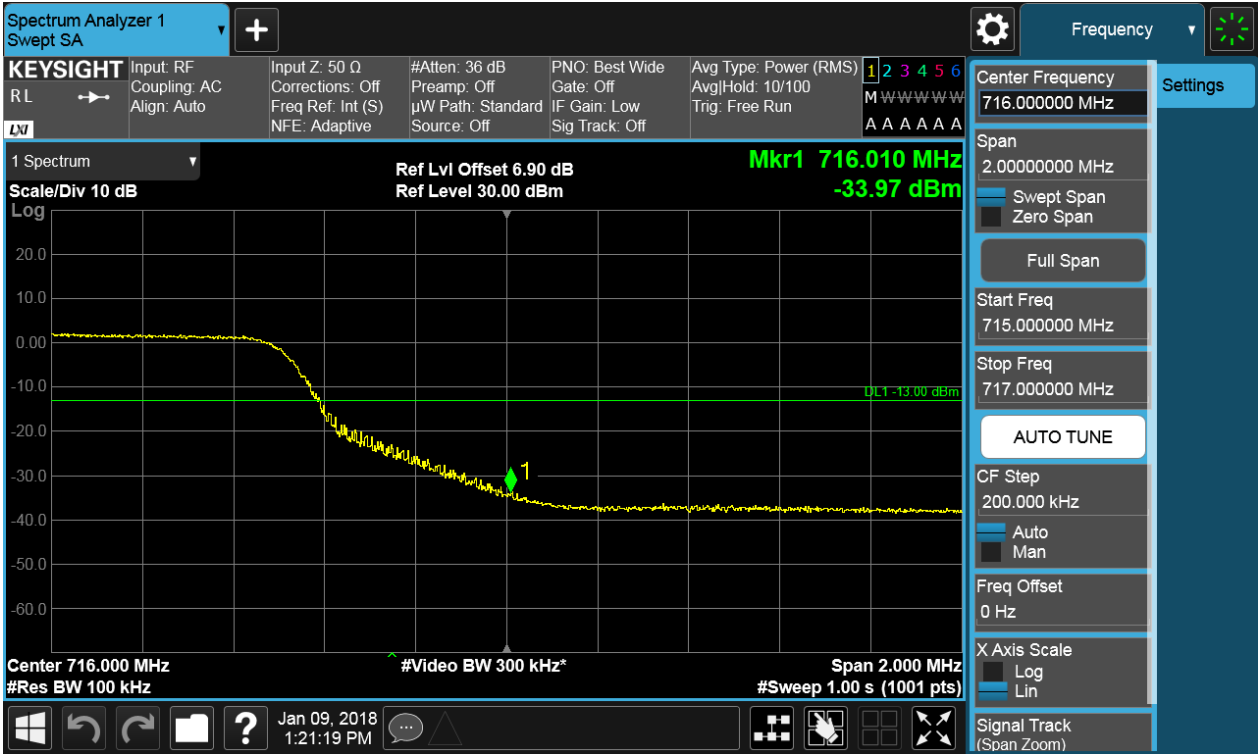 Spectrum Analyzer 1
Swept SA
Frequency
KEYSIGHT
R L
LXI
Input: RF
Coupling: AC
Align: Auto
Input Z: 50 Ω
Corrections: Off
Freq Ref: Int (S)
NFE: Adaptive
#Atten: 36 dB
Preamp: Off
µW Path: Standard
Source: Off
PNO: Best Wide
Gate: Off
IF Gain: Low
Sig Track: Off
Avg Type: Power (RMS)
Avg|Hold: 10/100
Trig: Free Run
1 2 3 4 5 6
M W W W W W
A A A A A A
1 Spectrum
Scale/Div 10 dB
Log
Ref Lvl Offset 6.90 dB
Ref Level 30.00 dBm
Mkr1 716.010 MHz
-33.97 dBm
20.0
10.0
0.00
-10.0
-20.0
-30.0
-40.0
-50.0
-60.0
DL1 -13.00 dBm
1
Center 716.000 MHz
#Res BW 100 kHz
#Video BW 300 kHz*
Span 2.000 MHz
#Sweep 1.00 s (1001 pts)
Jan 09, 2018
1:21:19 PM
Center Frequency
716.000000 MHz
Settings
Span
2.00000000 MHz
Swept Span
Zero Span
Full Span
Start Freq
715.000000 MHz
Stop Freq
717.000000 MHz
AUTO TUNE
CF Step
200.000 kHz
Auto
Man
Freq Offset
0 Hz
X Axis Scale
Log
Lin
Signal Track
(Span Zoom)